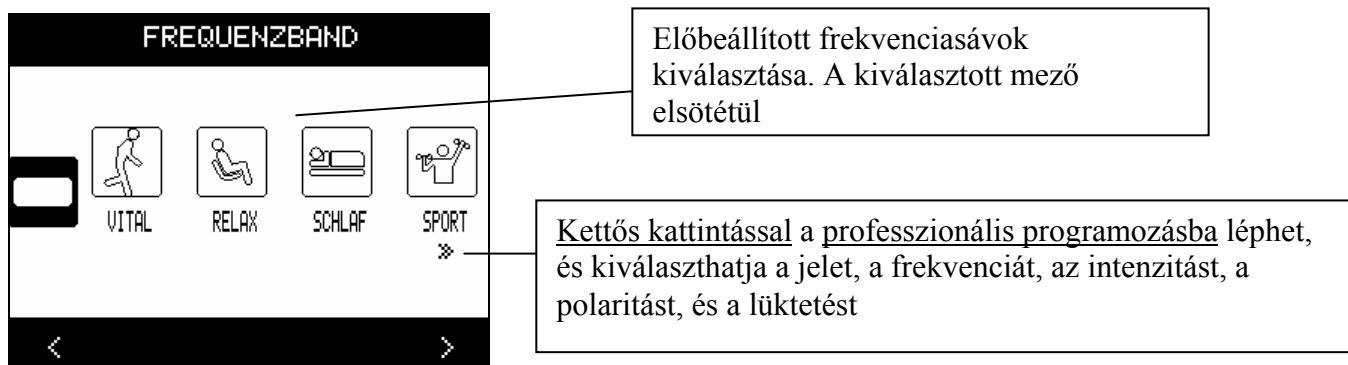 FREQUENZBAND
Előbeállított frekvenciasávok
kiválasztása. A kiválasztott mező
elsötétül
VITAL RELAX SCHLAF SPORT
»
Kettős kattintással a professzionális programozásba léphet,
és kiválaszthatja a jelet, a frekvenciát, az intenzitást, a
polaritást, és a lüktetést
< >